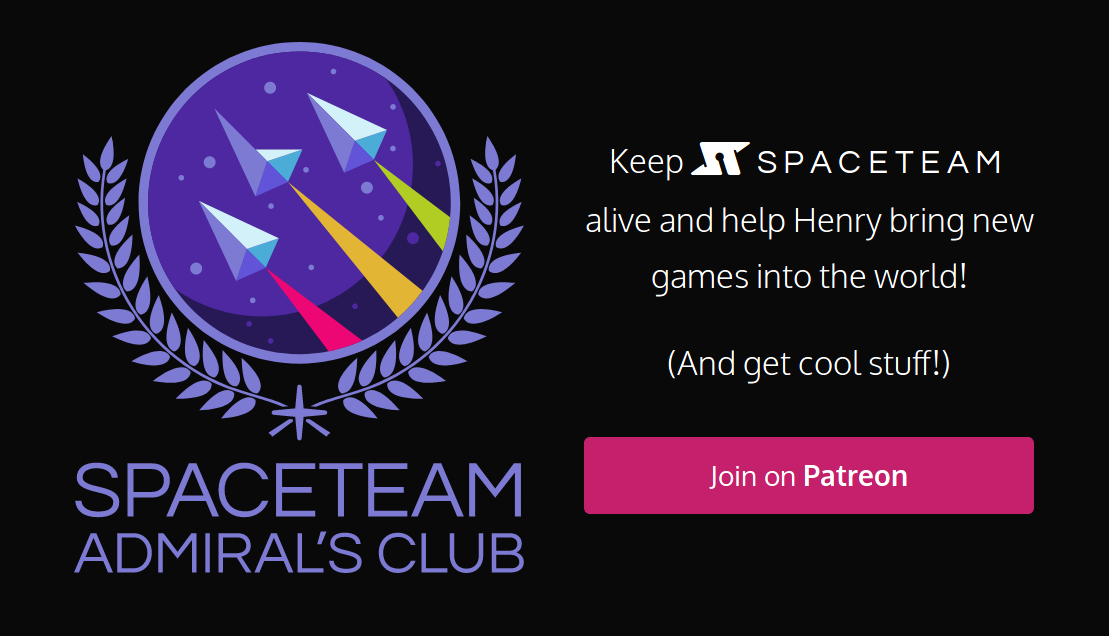 SPACETEAM
ADMIRAL'S CLUB
Keep SPACETEAM
alive and help Henry bring new
games into the world!
(And get cool stuff!)
Join on Patreon